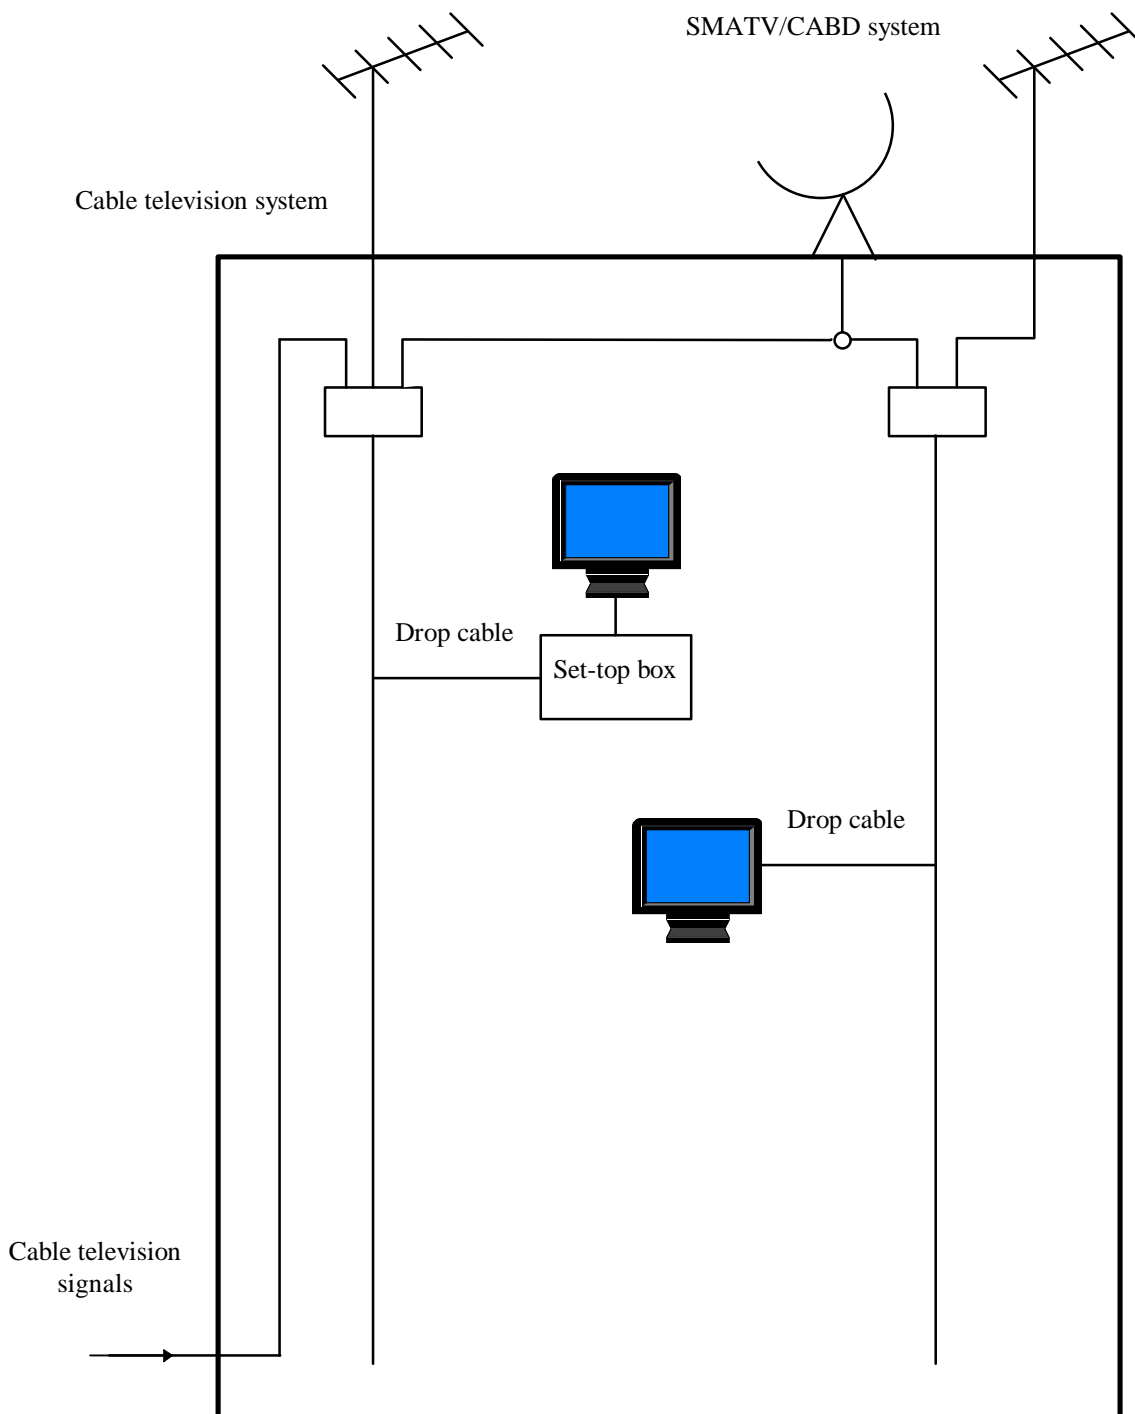 SMATV/CABD system
Cable television system
Drop cable
Set-top box
Drop cable
Cable television
signals